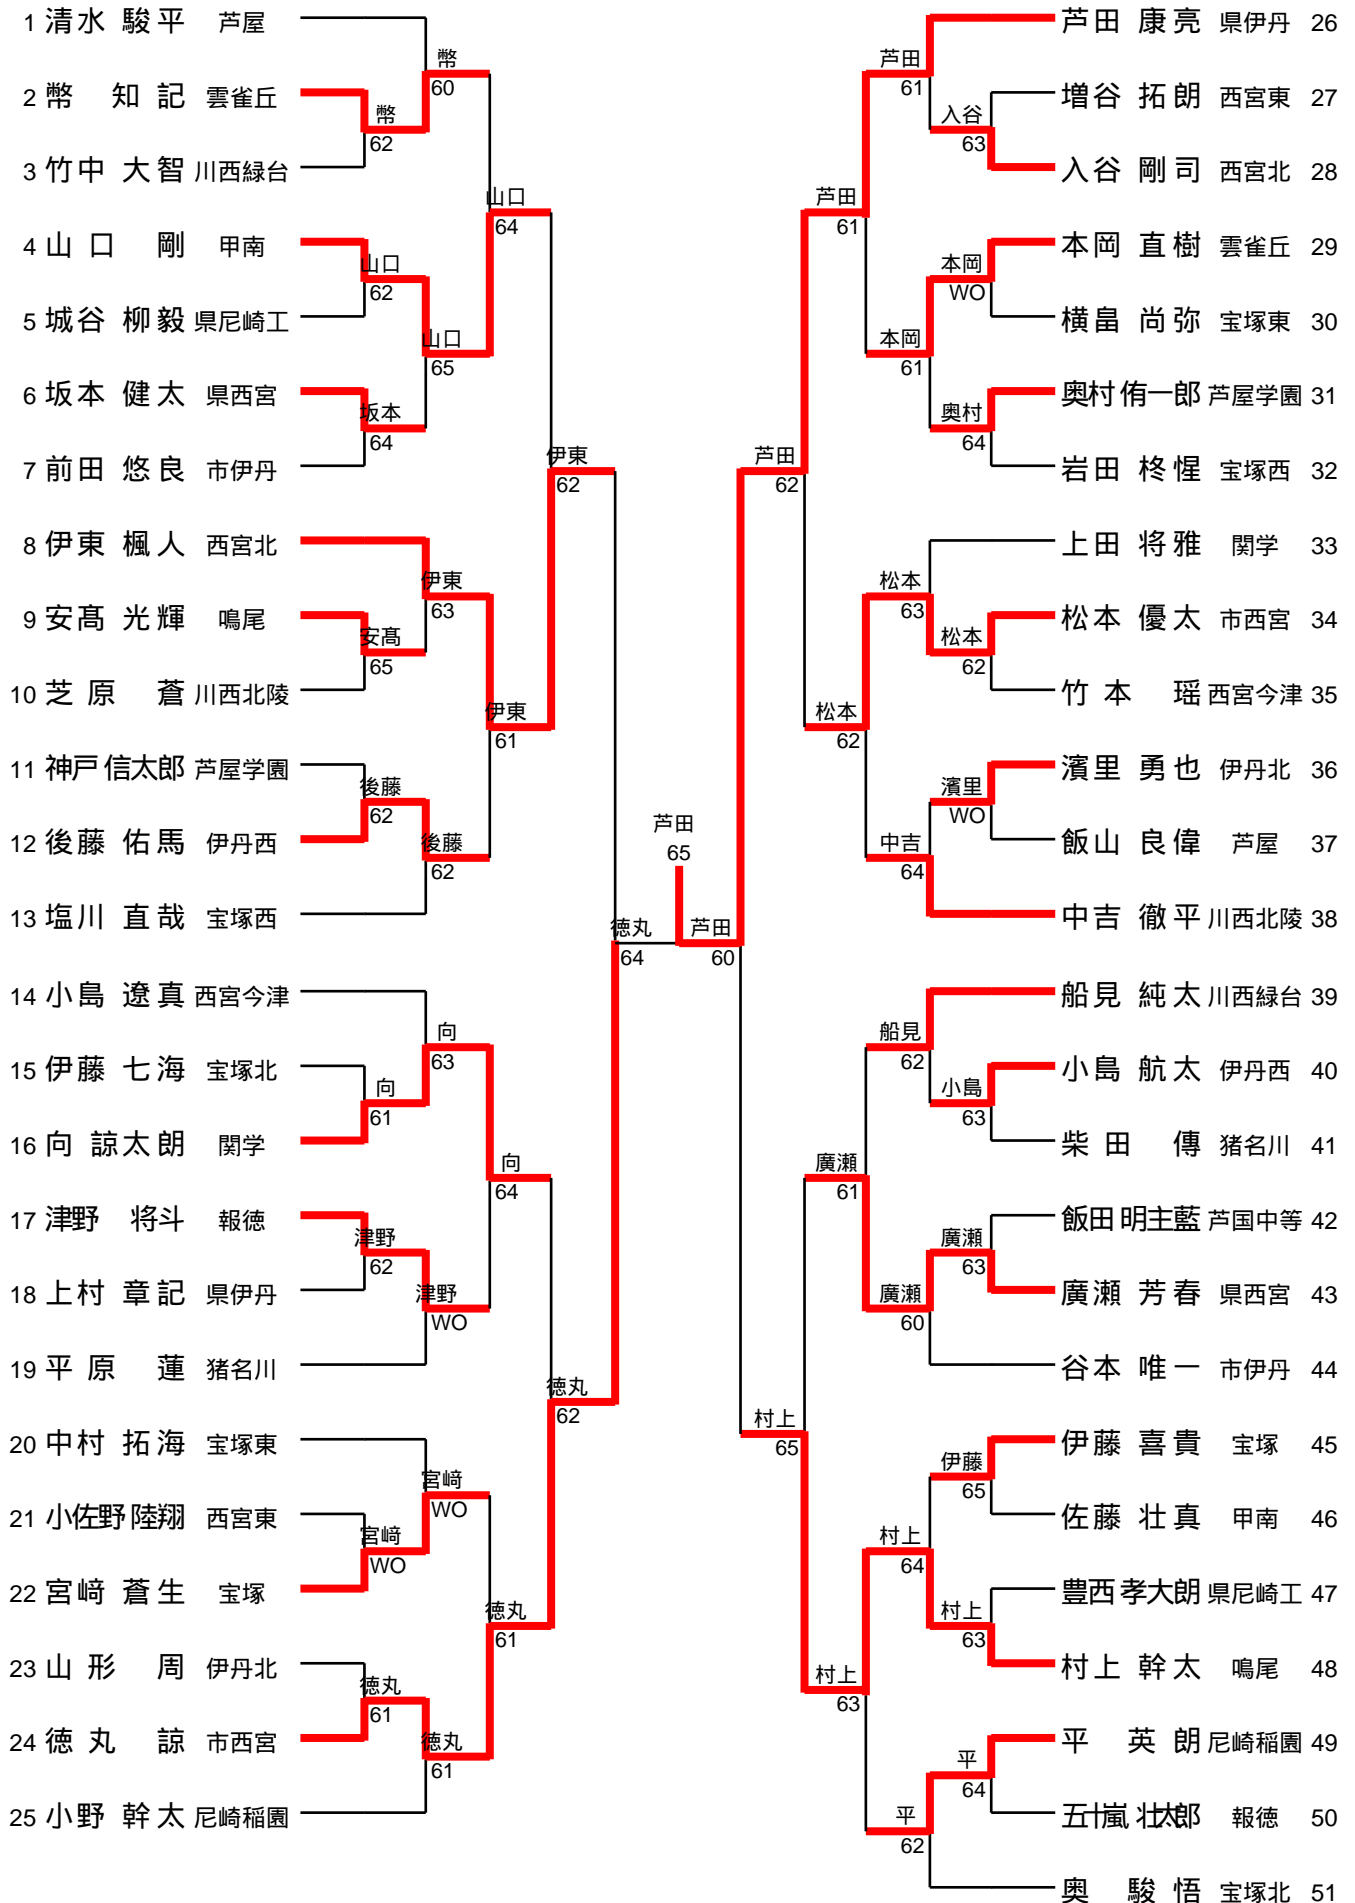 1 清水 駿平 芦屋
2 幣 知記 雲雀丘
3 竹中 大智 川西緑台
4 山口 剛 甲南
5 城谷 柳毅 県尼崎工
6 坂本 健太 県西宮
7 前田 悠良 市伊丹
8 伊東 楓人 西宮北
9 安髙 光輝 鳴尾
10 芝原 蒼 川西北陵
11 神戸 信太郎 芦屋学園
12 後藤 佑馬 伊丹西
13 塩川 直哉 宝塚西
14 小島 遼真 西宮今津
15 伊藤 七海 宝塚北
16 向 諒太朗 関学
17 津野 将斗 報徳
18 上村 章記 県伊丹
19 平原 蓮 猪名川
20 中村 拓海 宝塚東
21 小佐野 陸翔 西宮東
22 宮﨑 蒼生 宝塚
23 山形 周 伊丹北
24 徳丸 諒 市西宮
25 小野 幹太 尼崎稲園
幣
62
山口
62
坂本
64
安髙
65
後藤
62
向
61
津野
62
宮﨑
WO
徳丸
61
幣
60
山口
65
伊東
63
後藤
62
向
63
津野
WO
宮﨑
WO
徳丸
61
山口
64
伊東
61
向
64
徳丸
61
伊東
62
徳丸
62
徳丸
64
芦田
65
芦田
60
芦田
62
村上
65
芦田
61
松本
62
廣瀬
61
村上
63
芦田
61
本岡
61
松本
63
中吉
64
船見
62
廣瀬
60
村上
64
平
62
入谷
63
本岡
WO
奥村
64
松本
62
濱里
WO
小島
63
廣瀬
63
伊藤
65
村上
63
平
64
芦田 康亮 県伊丹 26
増谷 拓朗 西宮東 27
入谷 剛司 西宮北 28
本岡 直樹 雲雀丘 29
横畠 尚弥 宝塚東 30
奥村 侑一郎 芦屋学園 31
岩田 柊惺 宝塚西 32
上田 将雅 関学 33
松本 優太 市西宮 34
竹本 瑶 西宮今津 35
濱里 勇也 伊丹北 36
飯山 良偉 芦屋 37
中吉 徹平 川西北陵 38
船見 純太 川西緑台 39
小島 航太 伊丹西 40
柴田 傳 猪名川 41
飯田 明主藍 芦国中等 42
廣瀬 芳春 県西宮 43
谷本 唯一 市伊丹 44
伊藤 喜貴 宝塚 45
佐藤 壮真 甲南 46
豊西 孝大朗 県尼崎工 47
村上 幹太 鳴尾 48
平 英朗 尼崎稲園 49
五十嵐 壮太郎 報徳 50
奥 駿悟 宝塚北 51